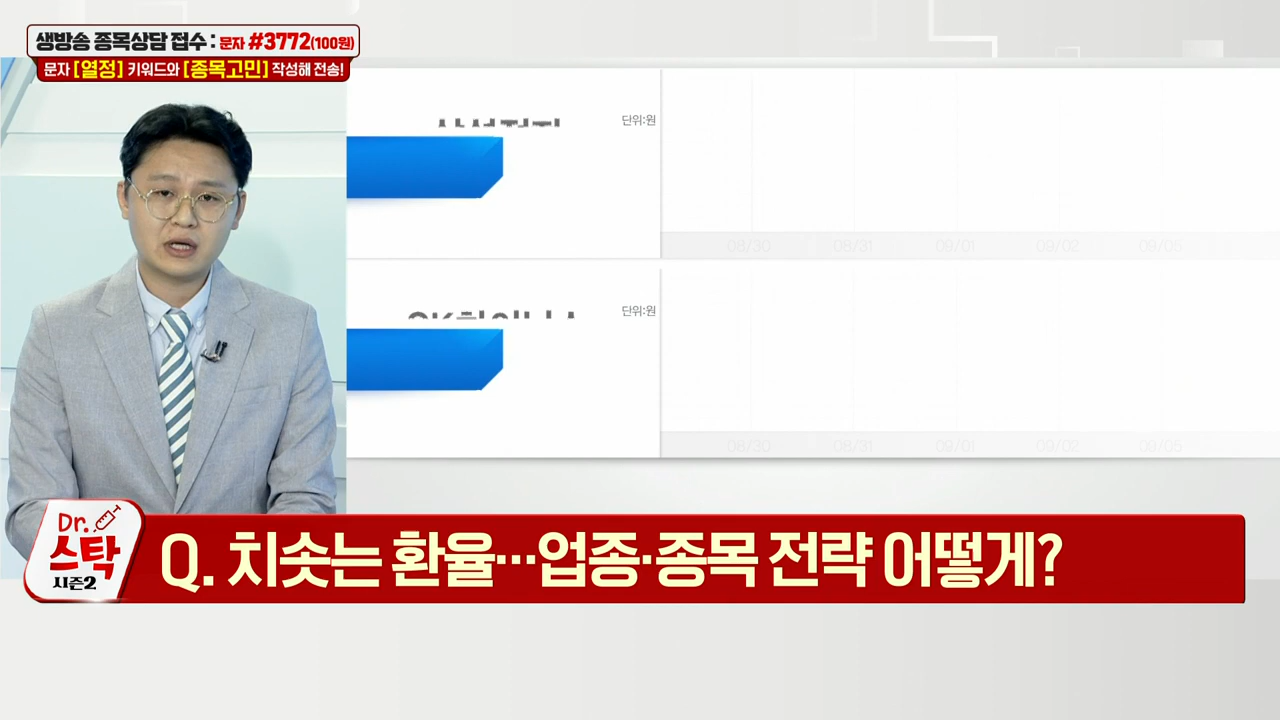 생방송 종목상담 접수 : 문자 #3772(100원)
문자 [열정] 키워드와 [종목고민] 작성해 전송!
단위:원
08/30 08/31 09/01 09/02 09/05
단위:원
08/30 08/31 09/01 09/02 09/05
Dr.
스탁
시즌2
Q. 치솟는 환율…업종·종목 전략 어떻게?